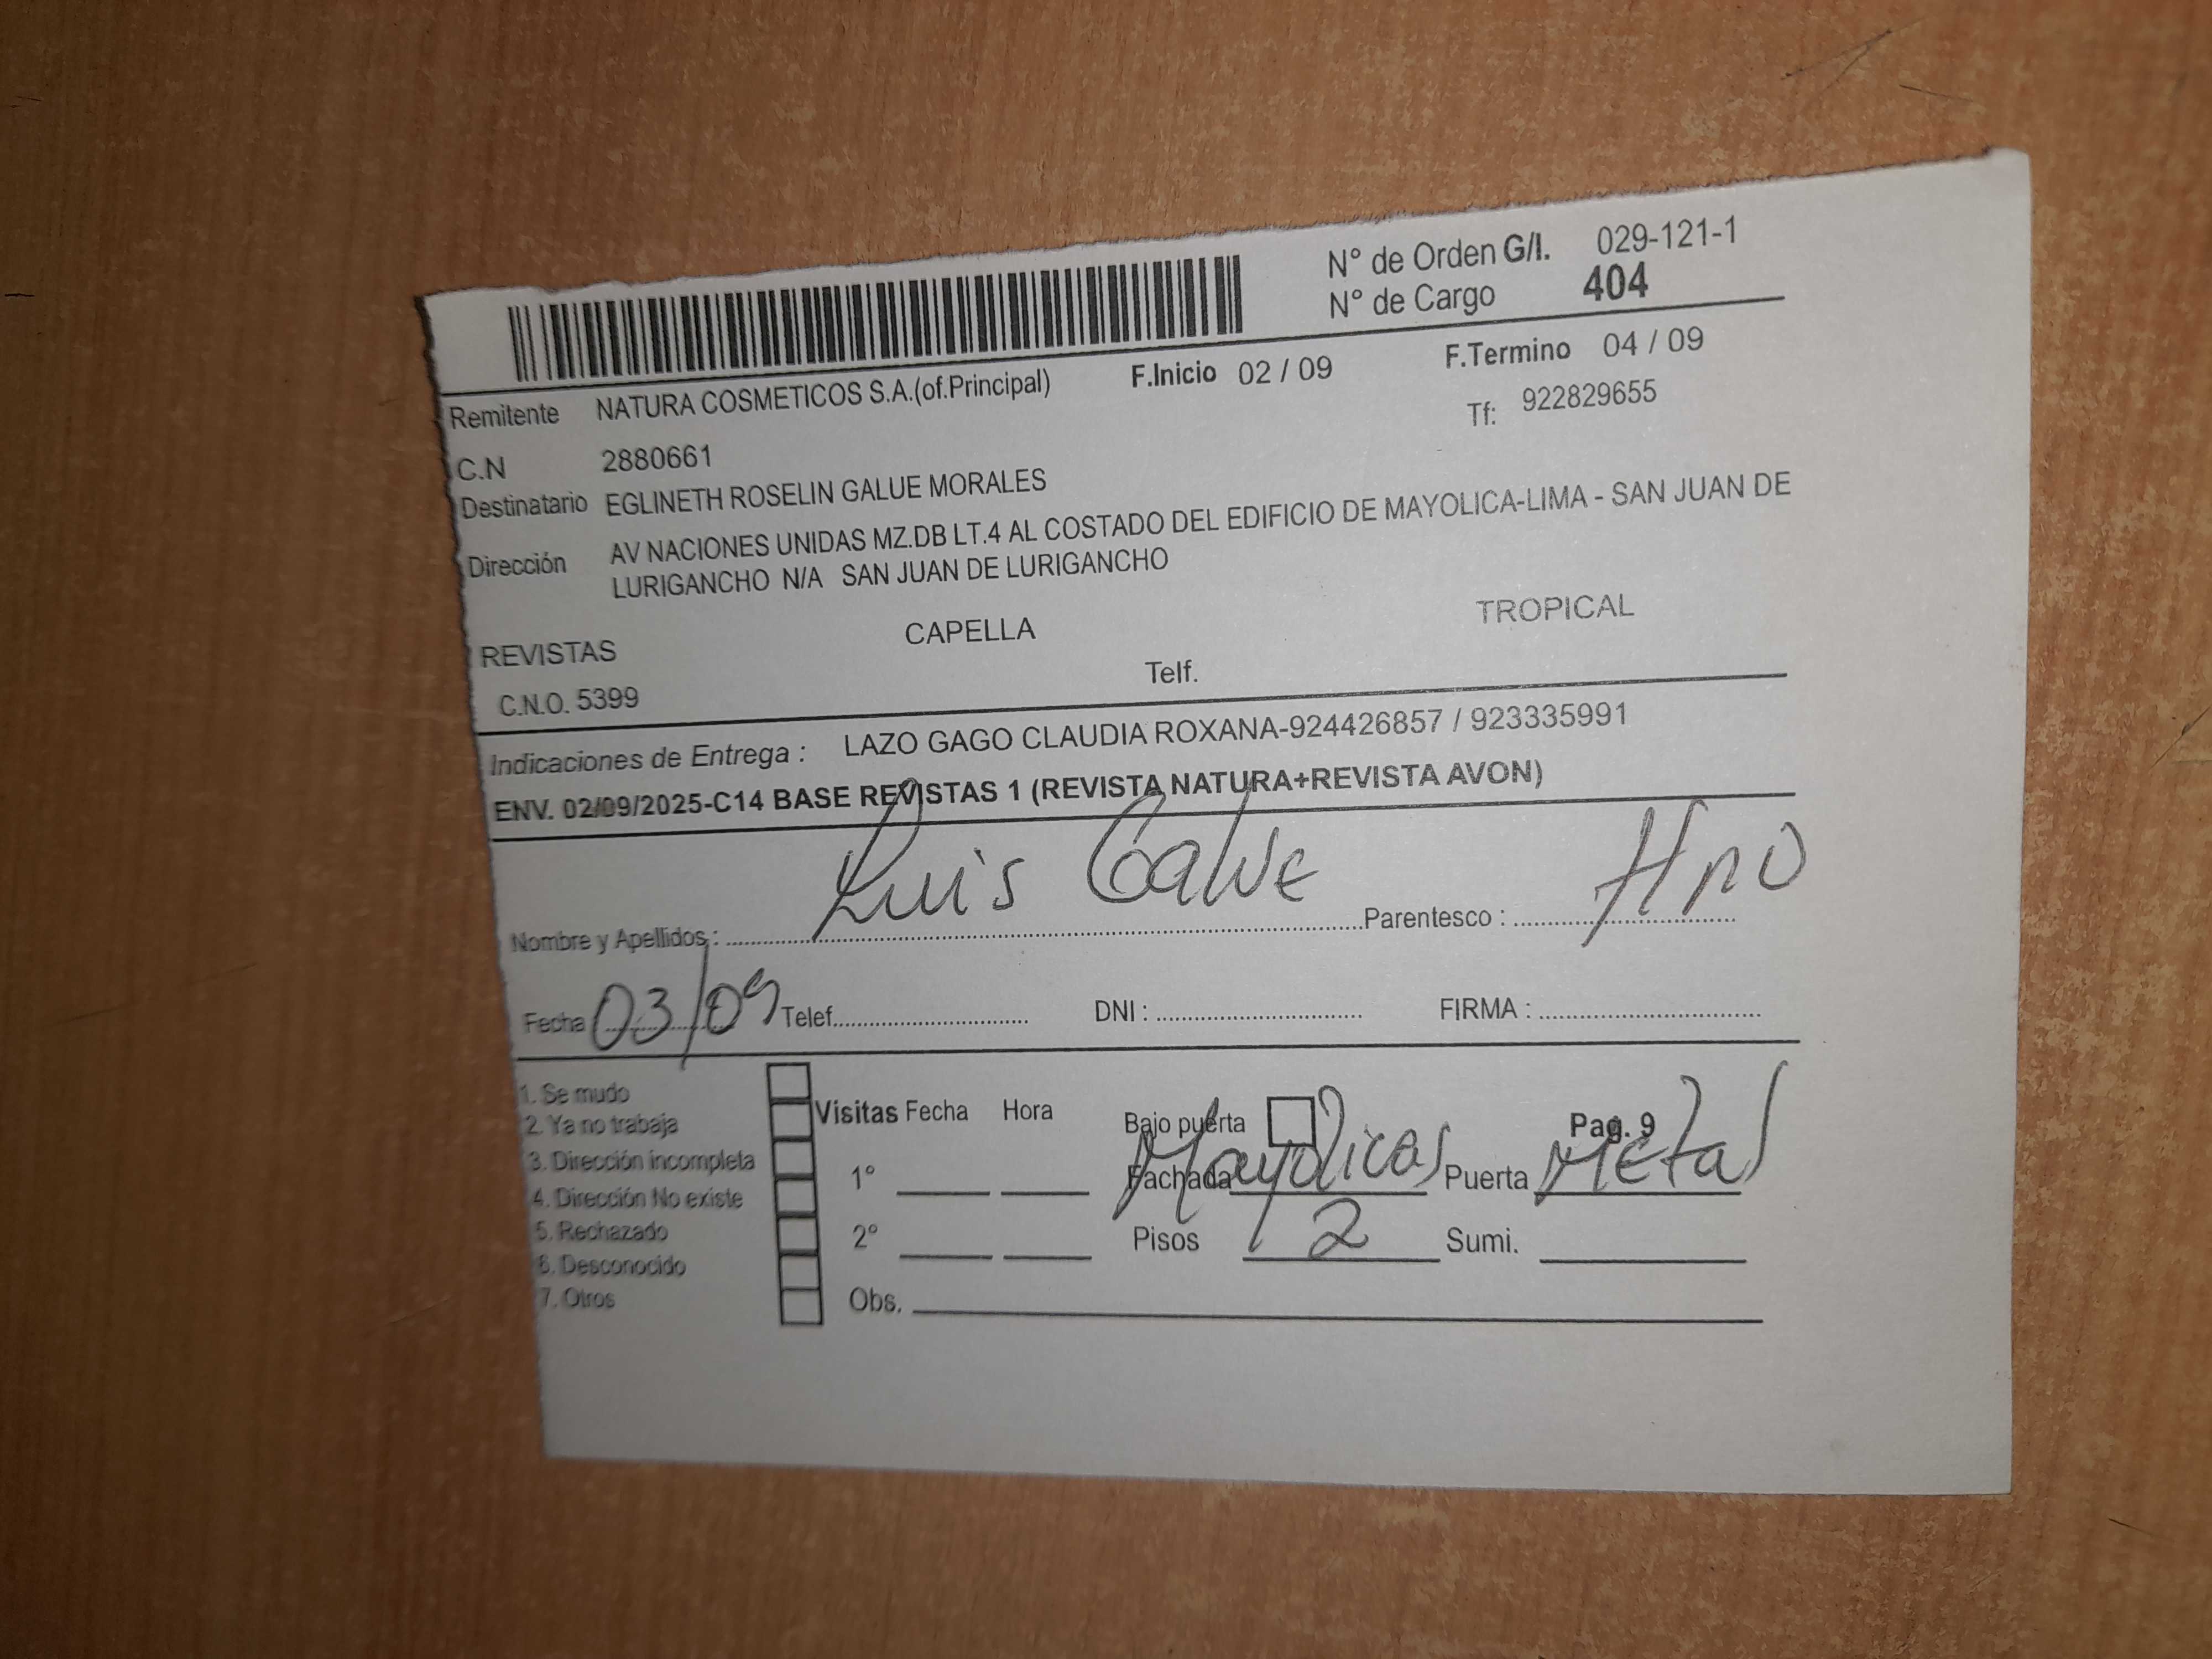 N° de Orden G/I. 029-121-1
N° de Cargo 404
Remitente NATURA COSMETICOS S.A.(of.Principal) F.Inicio 02 / 09 F.Termino 04 / 09
C.N 2880661 Tf: 922829655
Destinatario EGLINETH ROSELIN GALUE MORALES
Dirección AV NACIONES UNIDAS MZ.DB LT.4 AL COSTADO DEL EDIFICIO DE MAYOLICA-LIMA - SAN JUAN DE
LURIGANCHO N/A SAN JUAN DE LURIGANCHO
REVISTAS CAPELLA TROPICAL
C.N.O. 5399 Telf.
Indicaciones de Entrega : LAZO GAGO CLAUDIA ROXANA-924426857 / 923335991
ENV. 02/09/2025-C14 BASE REVISTAS 1 (REVISTA NATURA+REVISTA AVON)
Nombre y Apellidos : Luis Galue Parentesco : Hno
Fecha 03/09 Telef. DNI : FIRMA :
1. Se mudo
2. Ya no trabaja Visitas Fecha Hora Bajo puerta Pag. 9
3. Dirección incompleta 1° Fachada Mayolicas Puerta Metal
4. Dirección No existe
5. Rechazado 2° Pisos 2 Sumi.
6. Desconocido
7. Otros Obs.